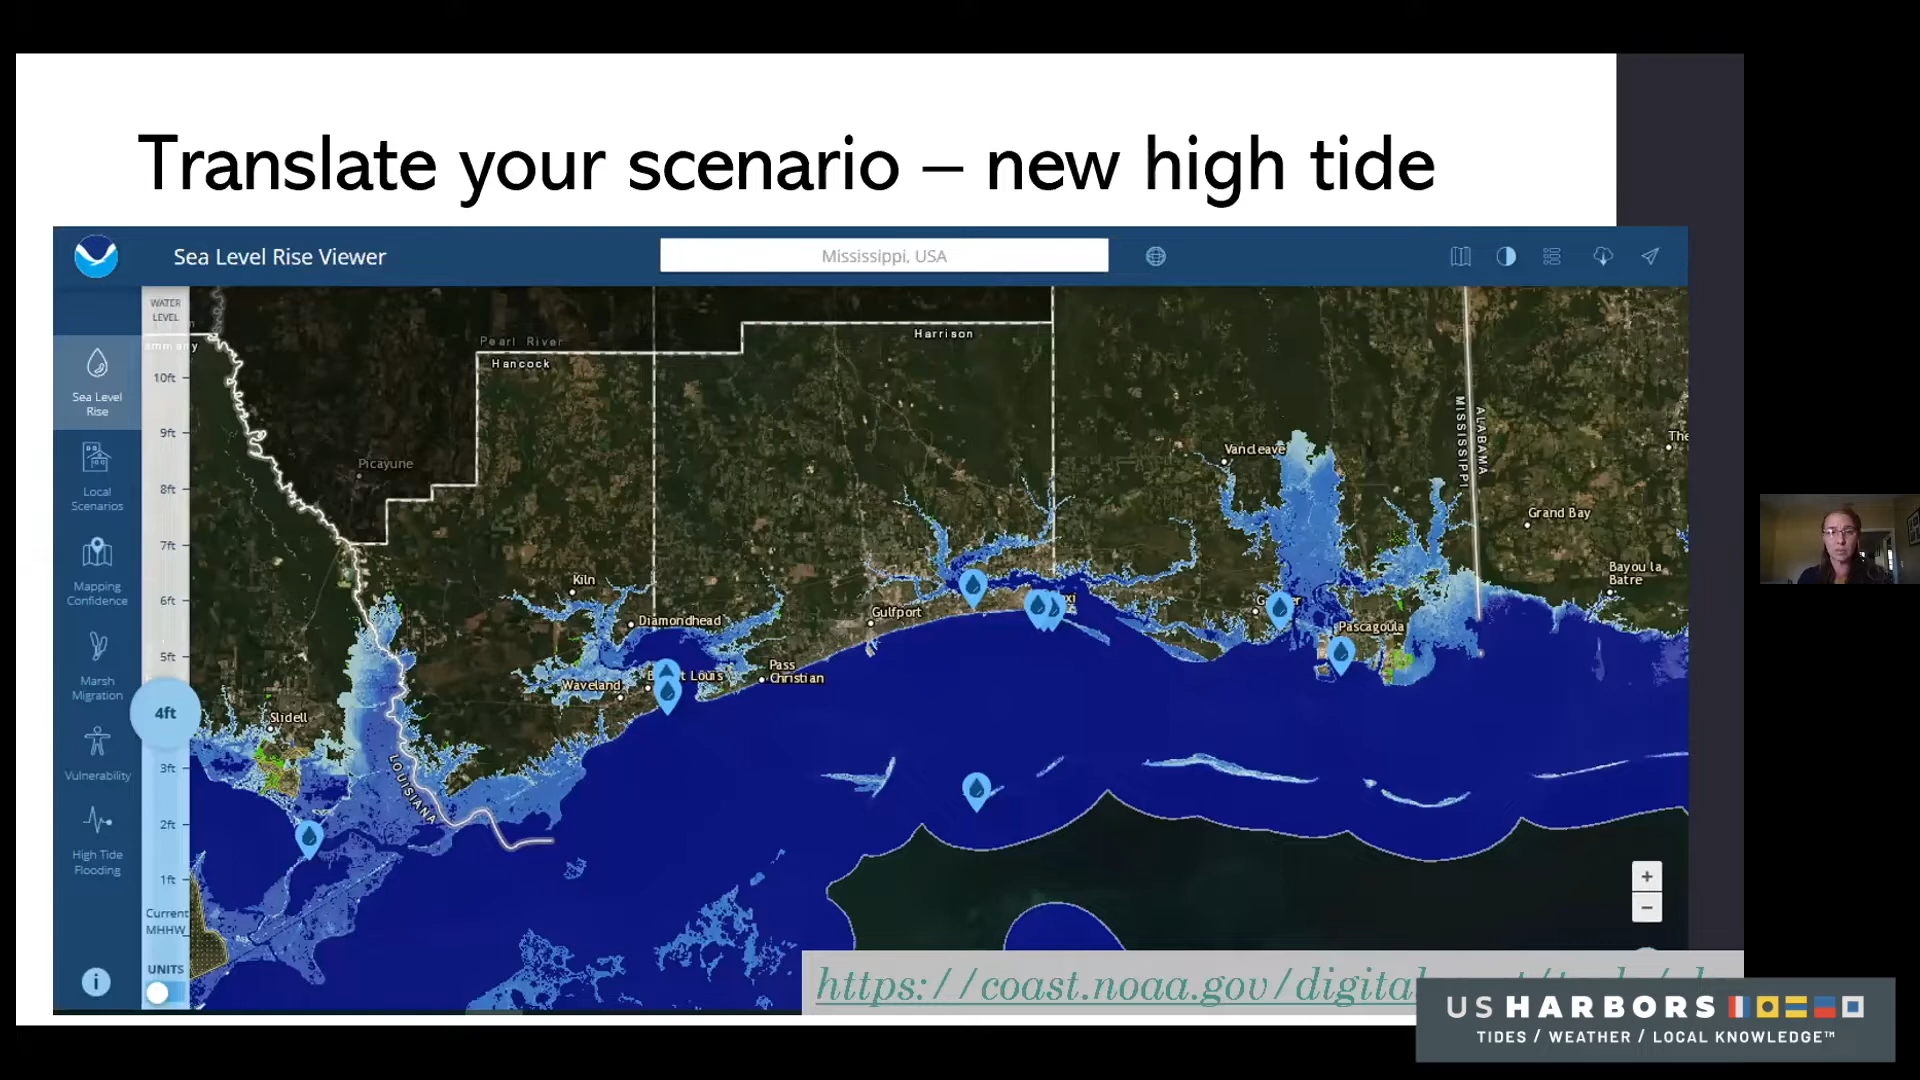 Translate your scenario – new high tide
Sea Level Rise Viewer
Mississippi, USA
WATER
LEVEL
10ft
9ft
8ft
7ft
6ft
5ft
4ft
3ft
2ft
1ft
Current
MHHW
UNITS
Sea Level
Rise
Local
Scenarios
Mapping
Confidence
Marsh
Migration
Vulnerability
High Tide
Flooding
i
Pearl River
Hancock
Harrison
Picayune
Vancleave
MISSISSIPPI
ALABAMA
Grand Bay
Bayou la
Batre
Kiln
Diamondhead
Gulfport
Pascagoula
Pass
Christian
Waveland
Louis
Slidell
LOUISIANA
+
−
https://coast.noaa.gov/digita
US HARBORS
TIDES / WEATHER / LOCAL KNOWLEDGE™